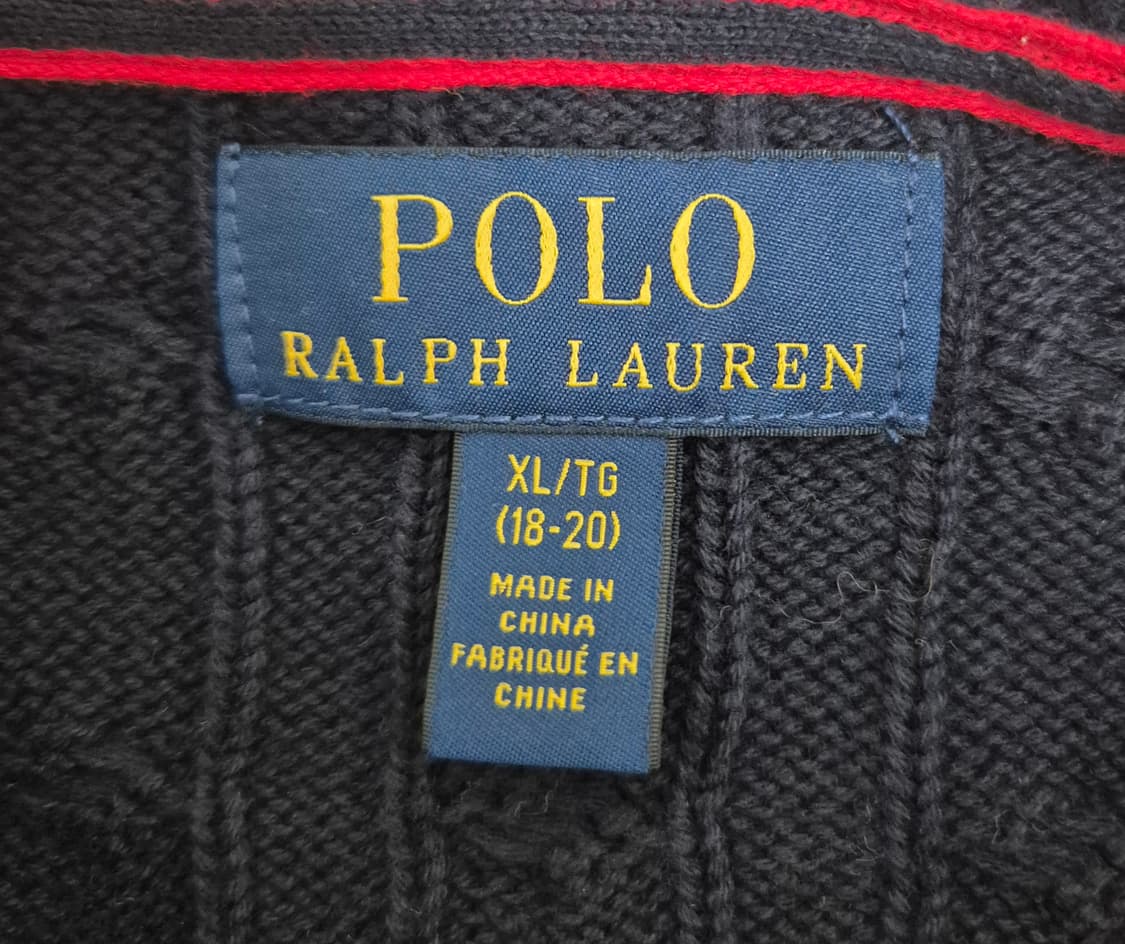 POLO
RALPH LAUREN
XL/TG
(18-20)
MADE IN
CHINA
FABRIQUÉ EN
CHINE